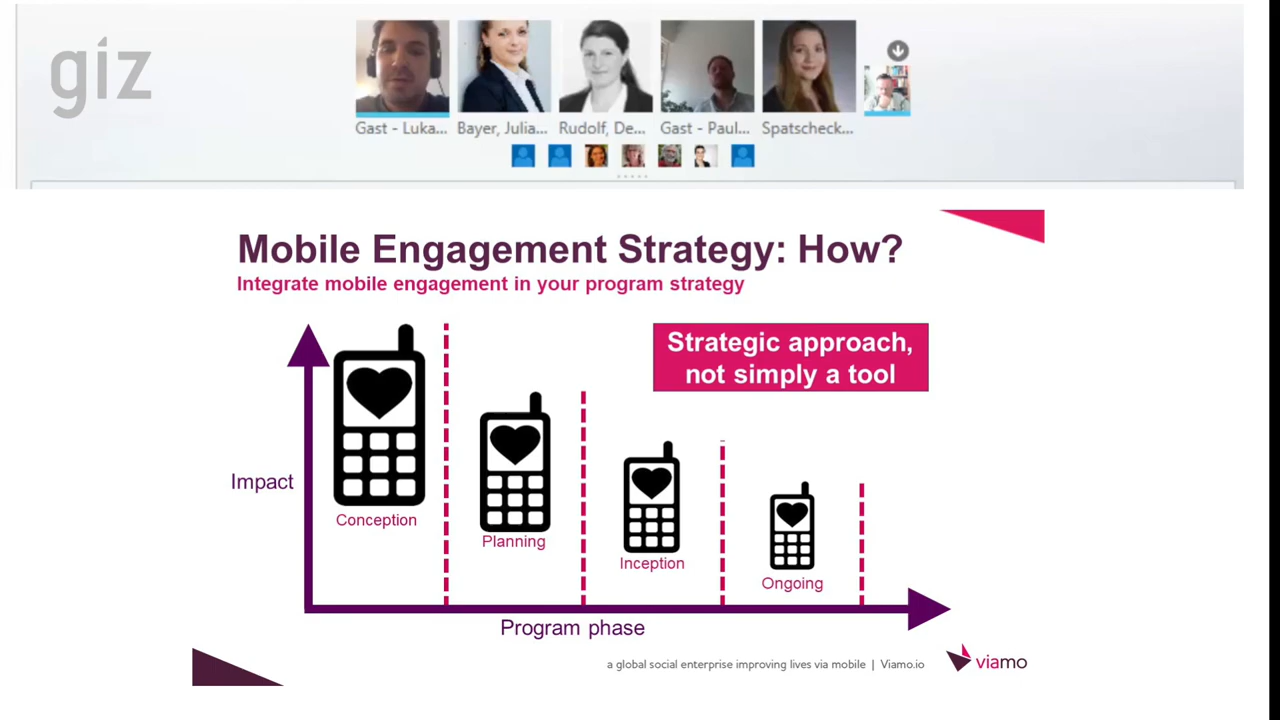 giz
Gast - Luka...
Bayer, Julia...
Rudolf, De...
Gast - Paul...
Spatscheck...
Mobile Engagement Strategy: How?
Integrate mobile engagement in your program strategy
Strategic approach,
not simply a tool
Impact
Conception
Planning
Inception
Ongoing
Program phase
a global social enterprise improving lives via mobile | Viamo.io
viamo